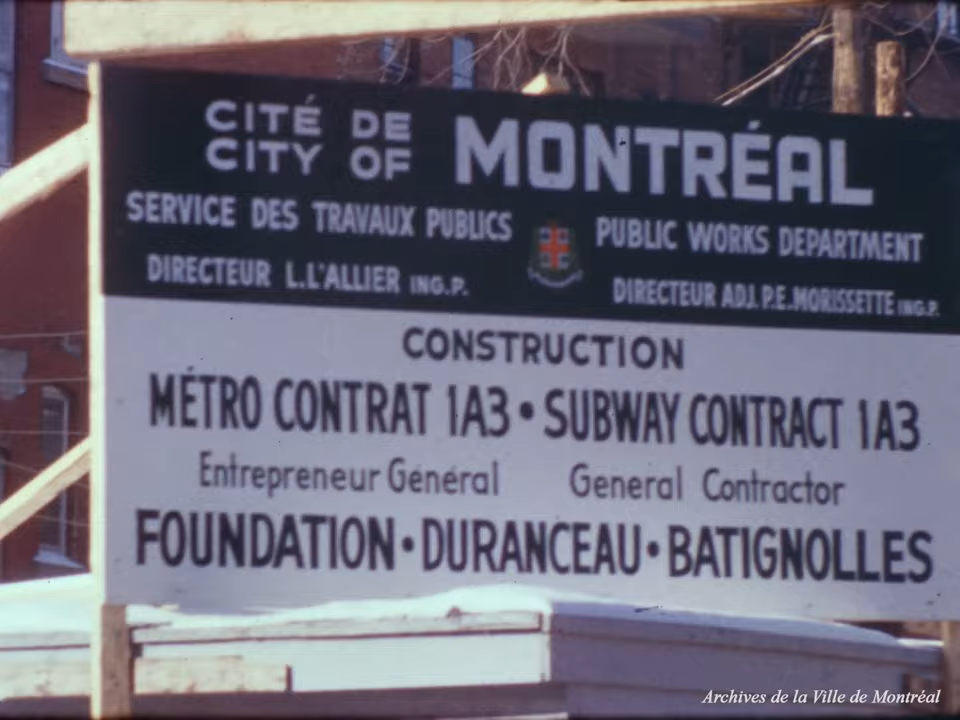 CITÉ DE
CITY OF
MONTRÉAL
SERVICE DES TRAVAUX PUBLICS
DIRECTEUR L.L'ALLIER ING.P.
PUBLIC WORKS DEPARTMENT
DIRECTEUR ADJ. P.E.MORISSETTE ING.P.
CONSTRUCTION
MÉTRO CONTRAT 1A3 • SUBWAY CONTRACT 1A3
Entrepreneur Général General Contractor
FOUNDATION • DURANCEAU • BATIGNOLLES
Archives de la Ville de Montréal